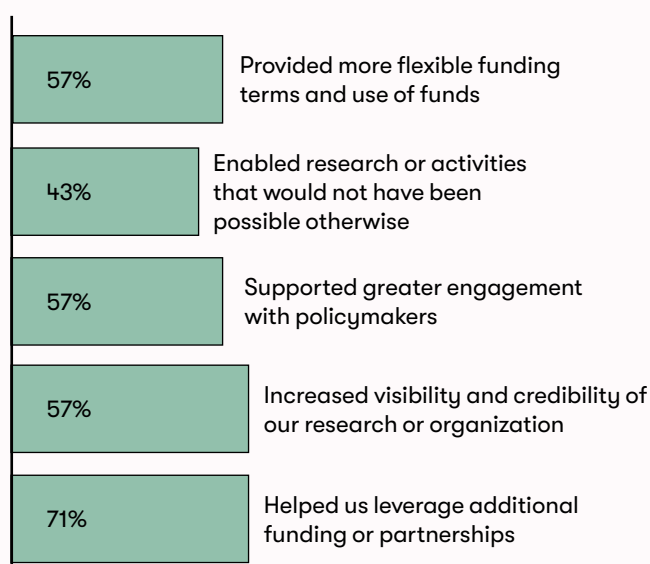 57%
Provided more flexible funding
terms and use of funds
43%
Enabled research or activities
that would not have been
possible otherwise
57%
Supported greater engagement
with policymakers
57%
Increased visibility and credibility of
our research or organization
71%
Helped us leverage additional
funding or partnerships